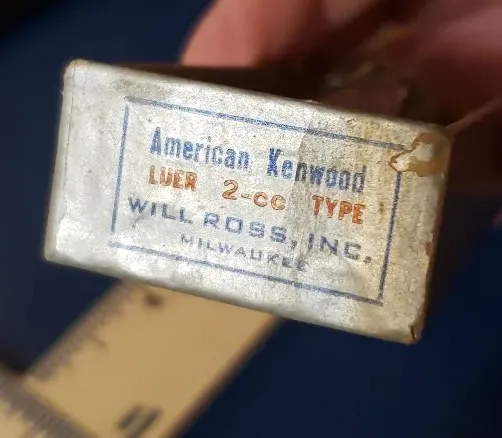 American Kenwood
LUER 2-CC TYPE
WILL ROSS, INC.
MILWAUKEE